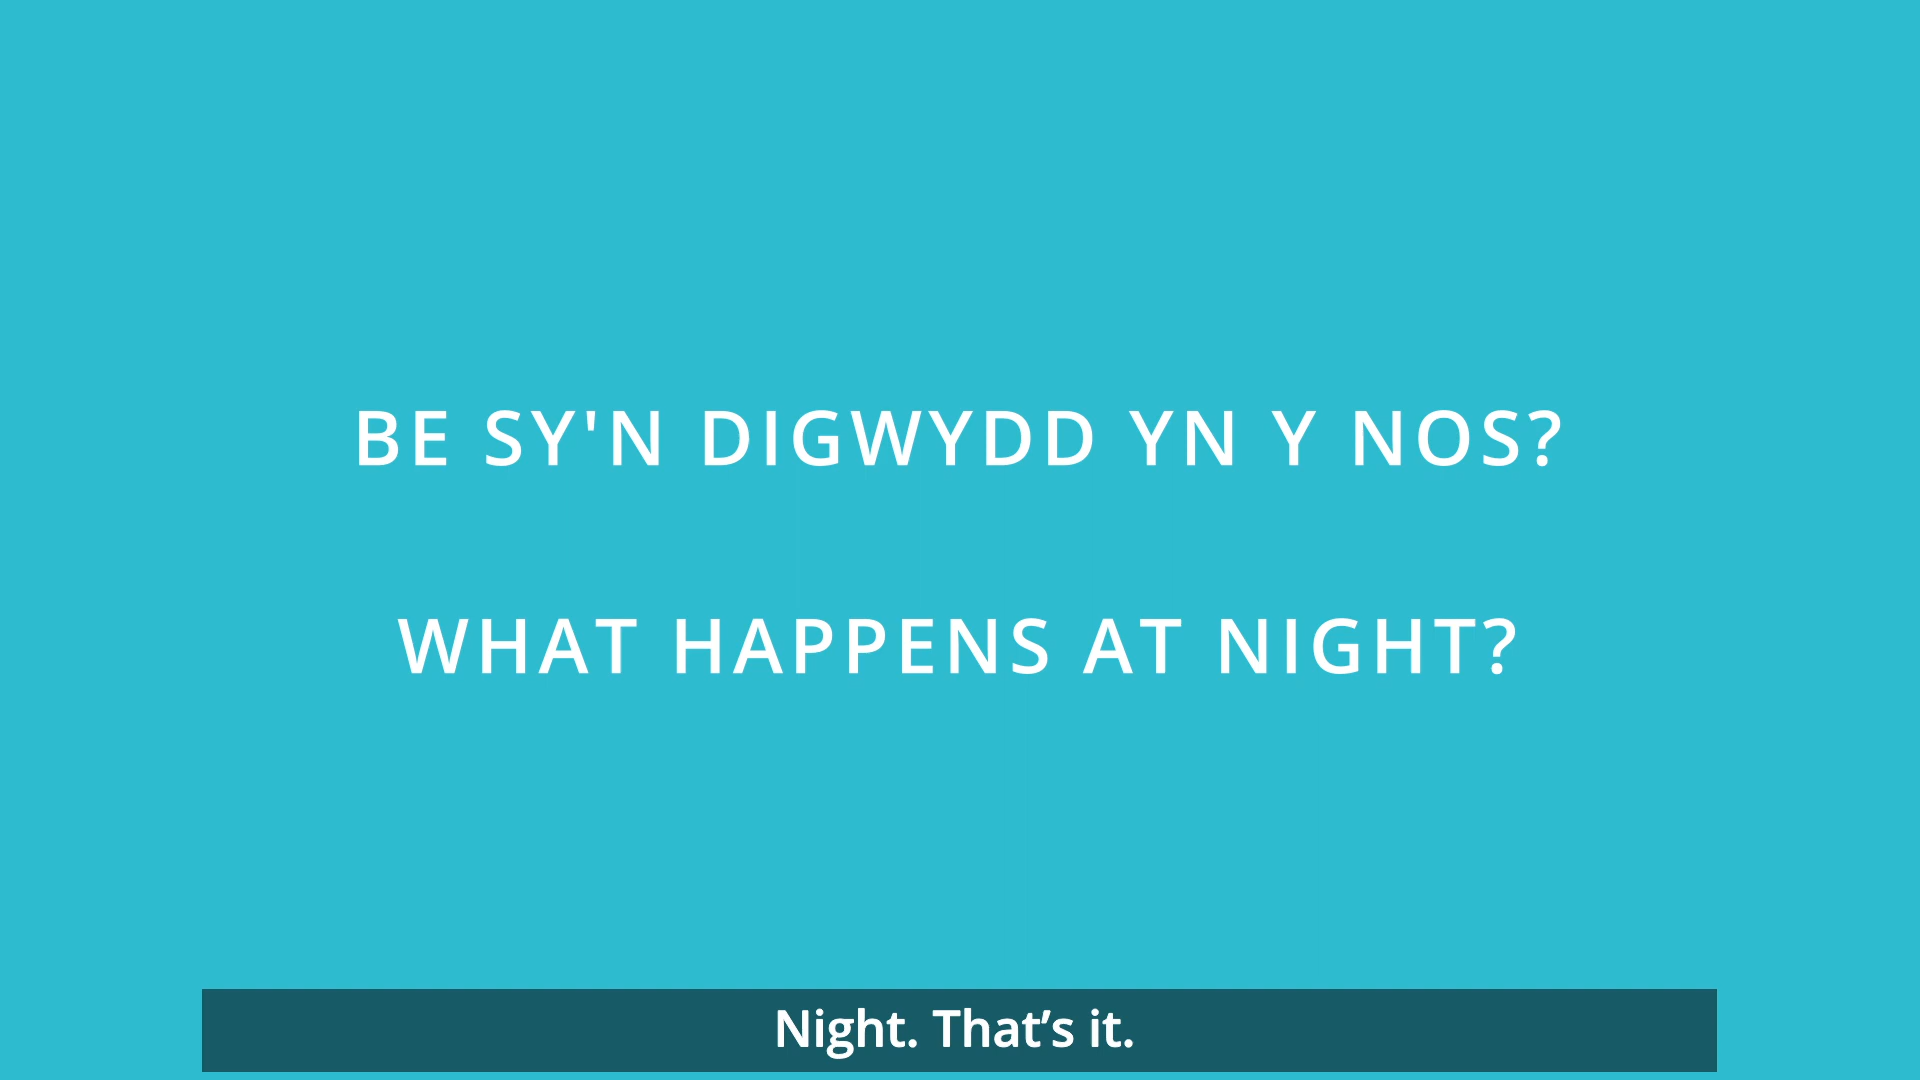 BE SY'N DIGWYDD YN Y NOS?
WHAT HAPPENS AT NIGHT?
Night. That’s it.